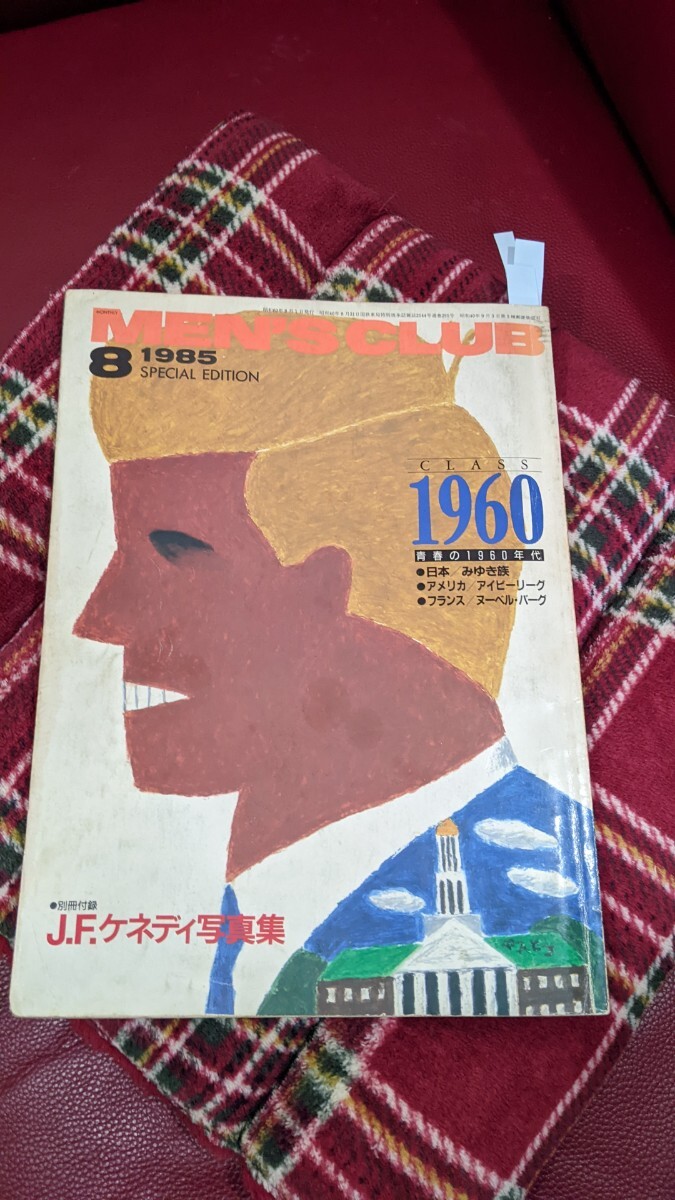 MONTHLY
MEN'S CLUB
8 1985
SPECIAL EDITION
CLASS
1960
青春の1960年代
●日本/みゆき族
●アメリカ/アイビーリーグ
●フランス/ヌーベル・バーグ
●別冊付録
J.F.ケネディ写真集